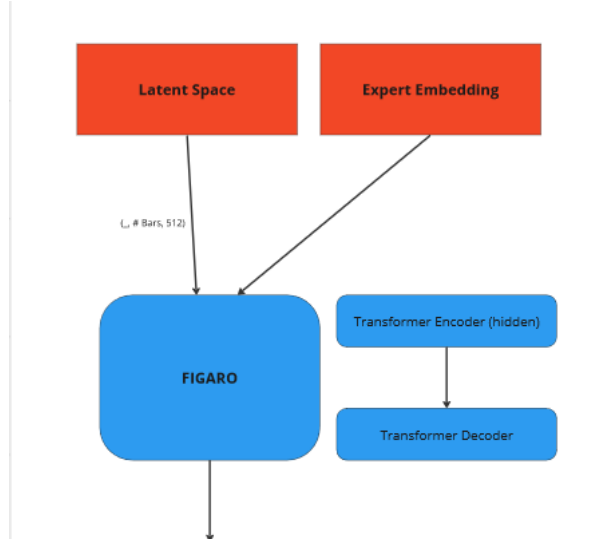 Latent Space
Expert Embedding
(_, # Bars, 512)
Transformer Encoder (hidden)
FIGARO
Transformer Decoder